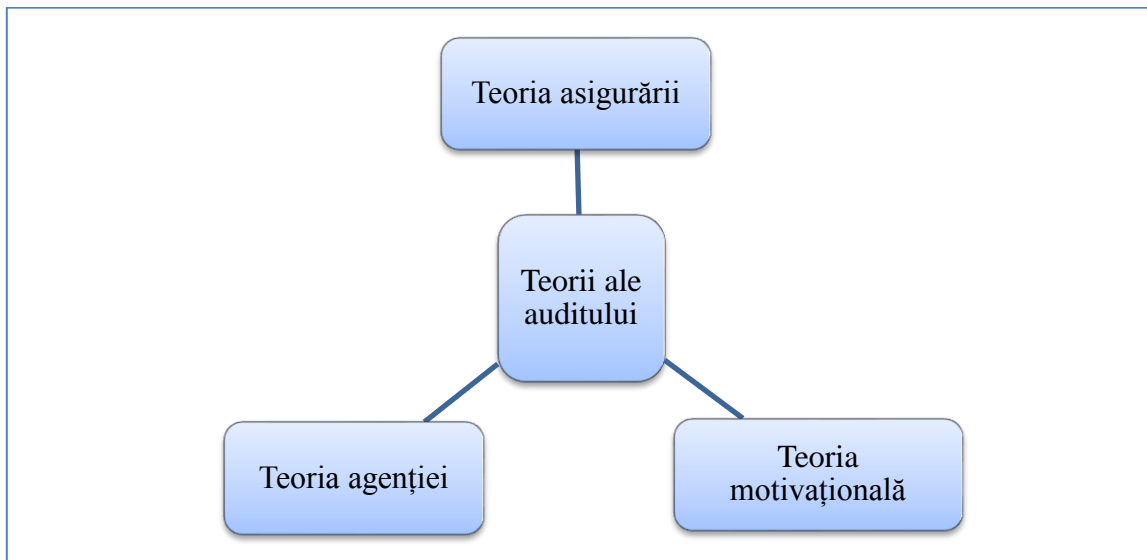 Teoria asigurării
Teorii ale
auditului
Teoria agenției
Teoria
motivațională